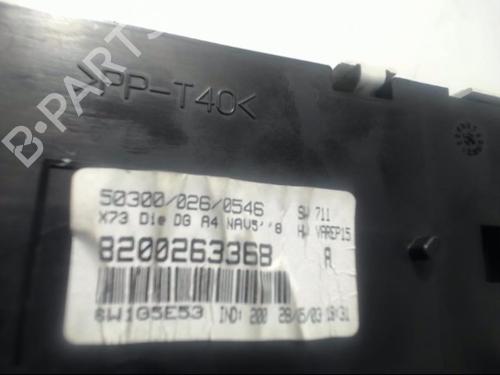 >PP-T40<
B-PARTS
50300/026/0546 SW 711
X73 Die DG A4 NAV5''8 HW VAREP15
8200263368 A
6W1G5E53 IND: 200 28/05/03 19:31